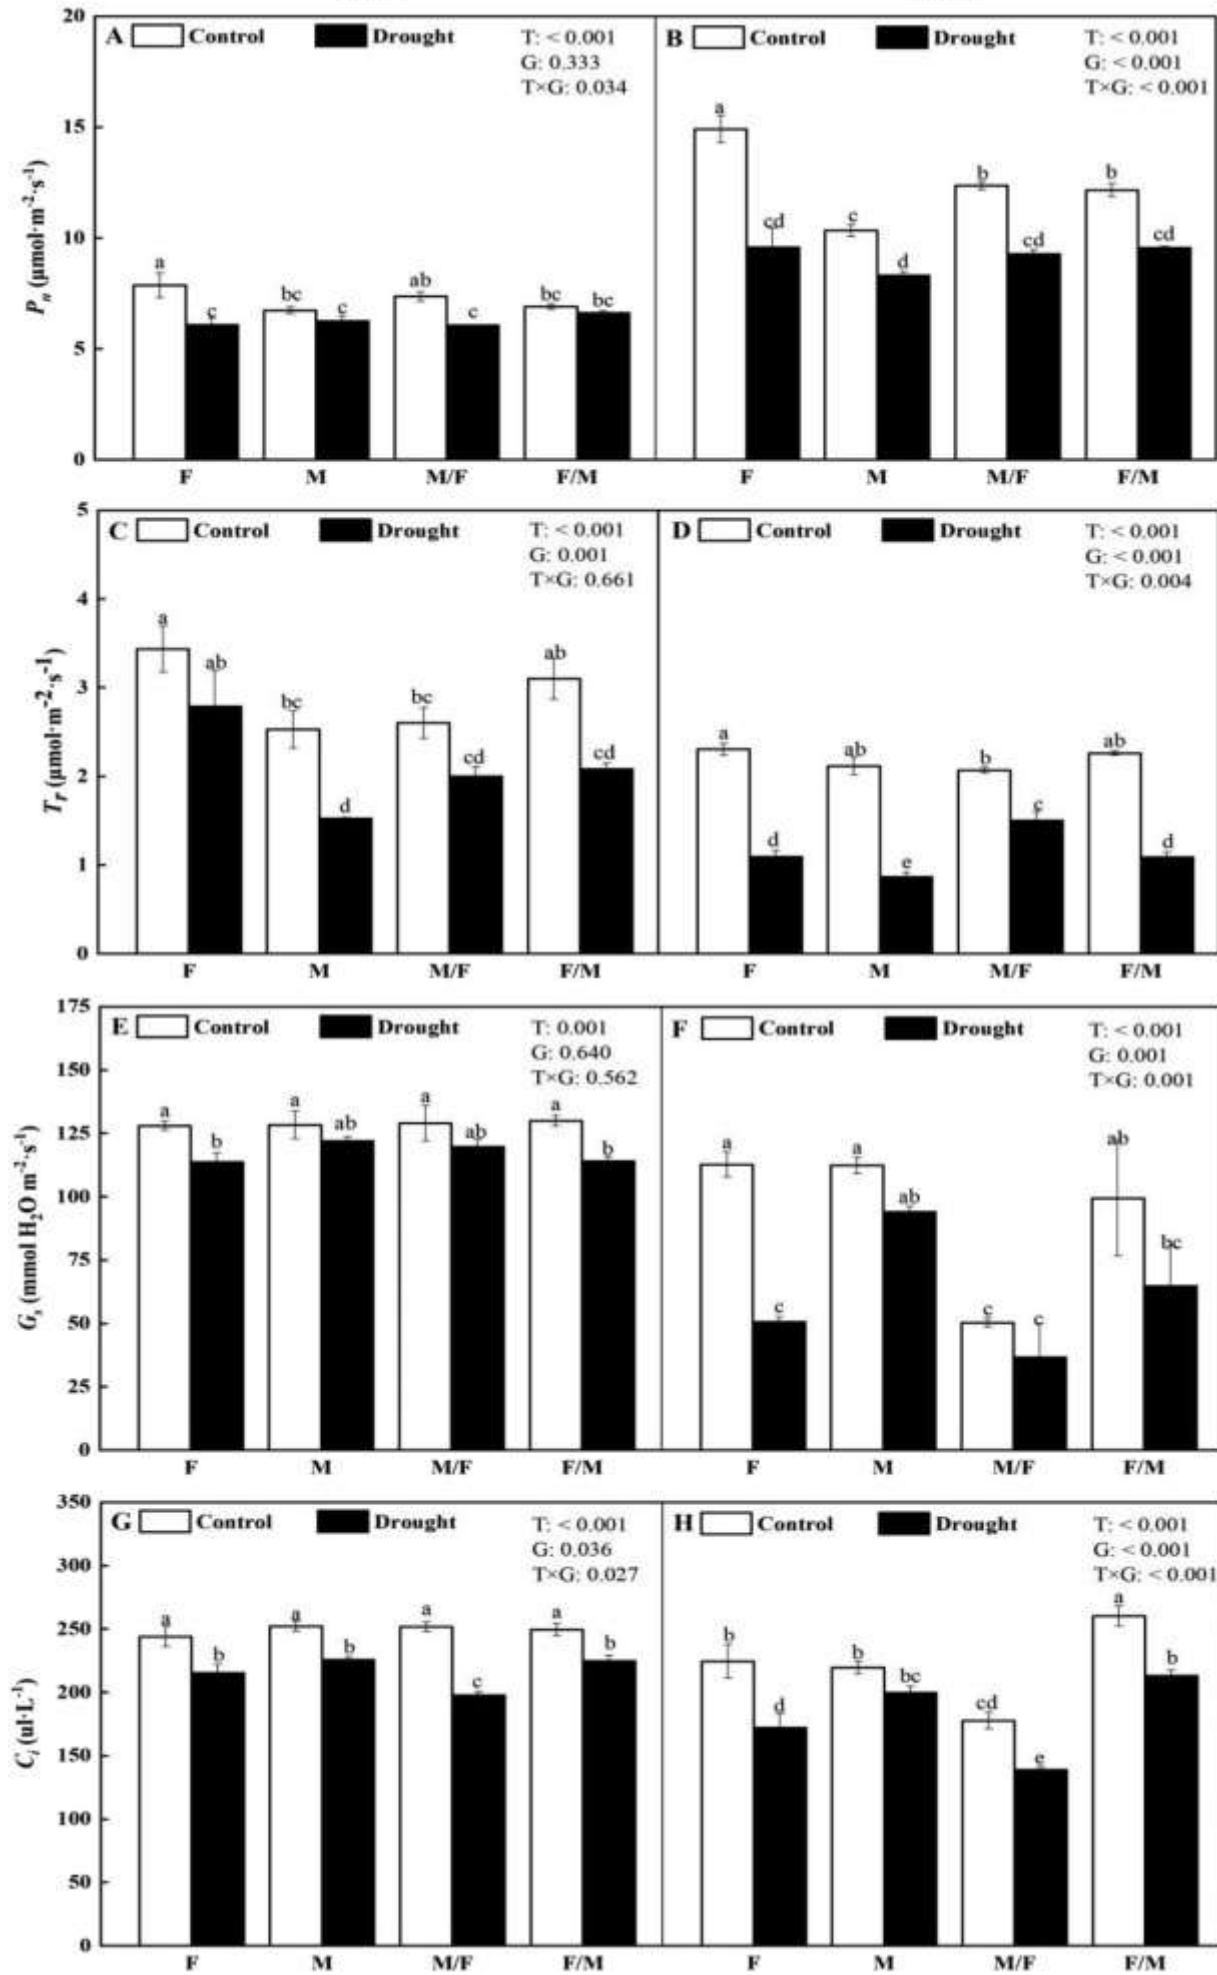 20
A Control Drought T: < 0.001
G: 0.333
T×G: 0.034
B Control Drought T: < 0.001
G: < 0.001
T×G: < 0.001
15
10
5
0
Pn (μmol·m-2·s-1)
a c bc c ab c bc bc
a cd c d b cd b cd
F M M/F F/M
F M M/F F/M
5
C Control Drought T: < 0.001
G: 0.001
T×G: 0.661
D Control Drought T: < 0.001
G: < 0.001
T×G: 0.004
4
3
2
1
0
Tr (μmol·m-2·s-1)
a ab bc d bc cd ab cd
a d ab e b c ab d
F M M/F F/M
F M M/F F/M
175
E Control Drought T: 0.001
G: 0.640
T×G: 0.562
F Control Drought T: < 0.001
G: 0.001
T×G: 0.001
150
125
100
75
50
25
0
Gs (mmol H2O m-2·s-1)
a b a ab a ab a b
a c a ab c c ab bc
F M M/F F/M
F M M/F F/M
350
G Control Drought T: < 0.001
G: 0.036
T×G: 0.027
H Control Drought T: < 0.001
G: < 0.001
T×G: < 0.001
300
250
200
150
100
50
0
Ci (ul·L-1)
a b a b a c a b
b d b bc cd e a b
F M M/F F/M
F M M/F F/M